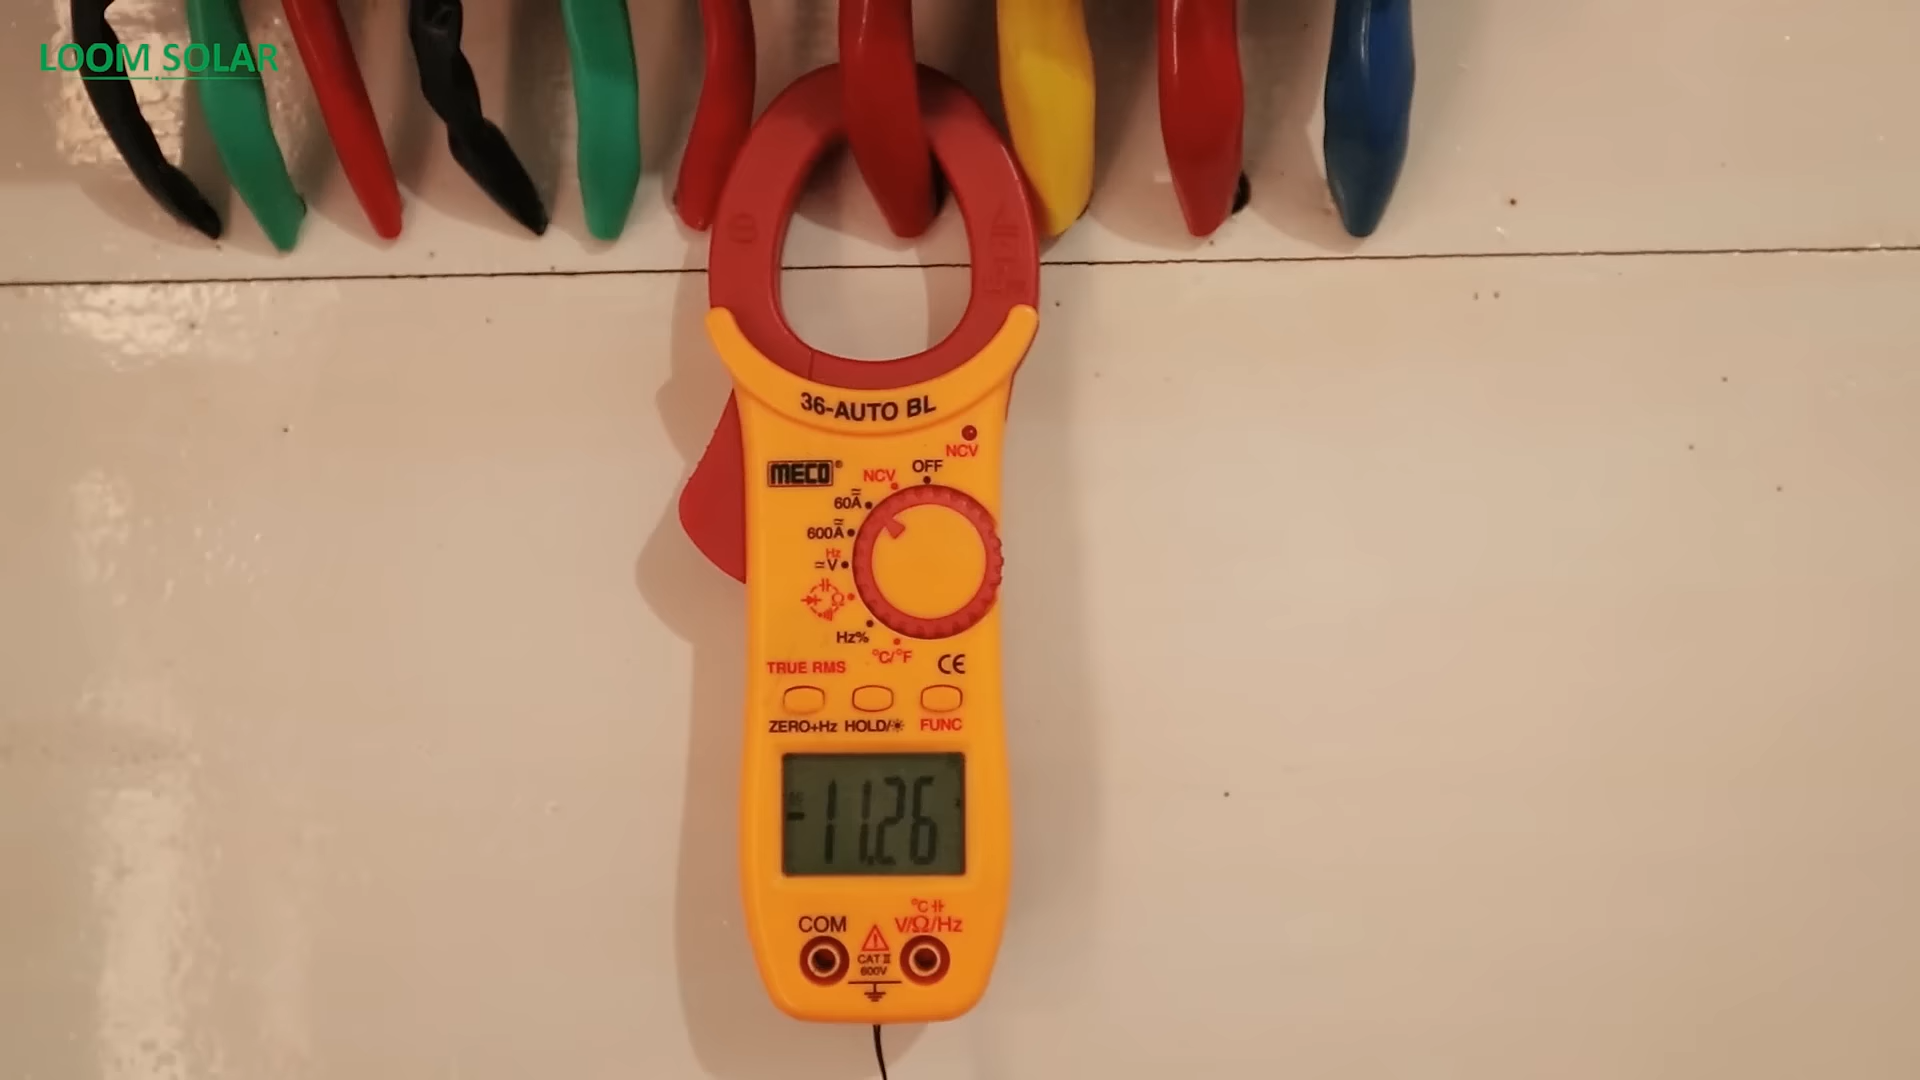 LOOM SOLAR
36-AUTO BL
NCV
MECO®
NCV
OFF
60A
600A
Hz
V
Ω
Hz%
°C/°F
TRUE RMS
CE
ZERO+Hz HOLD/☀ FUNC
-11.26
COM
°C
V/Ω/Hz
CAT II
600V